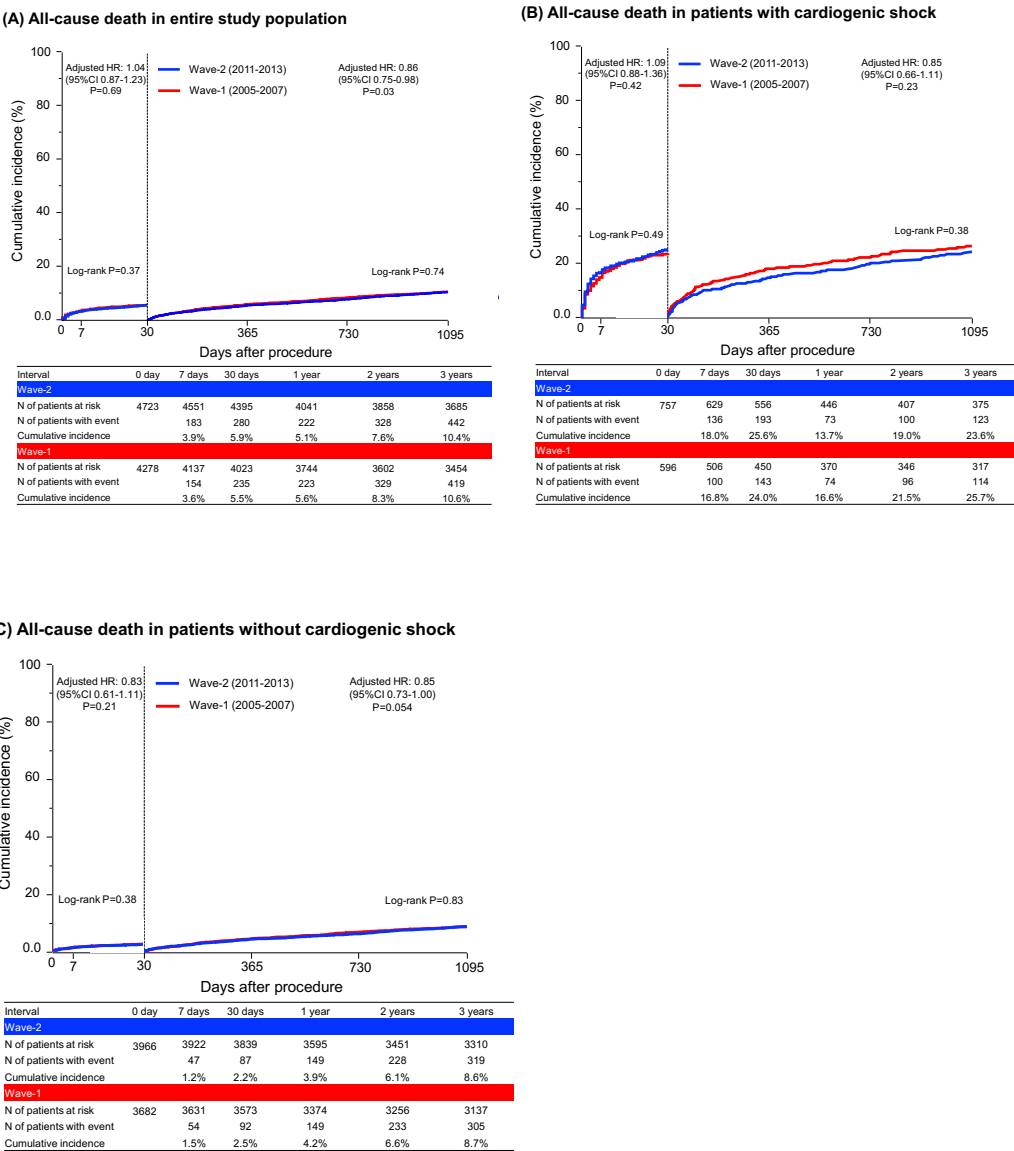 (A) All-cause death in entire study population
100
80
60
40
20
0.0
Cumulative incidence (%)
Adjusted HR: 1.04
(95%CI 0.87-1.23)
P=0.69
Wave-2 (2011-2013)
Wave-1 (2005-2007)
Adjusted HR: 0.86
(95%CI 0.75-0.98)
P=0.03
Log-rank P=0.37
Log-rank P=0.74
0 7 30 365 730 1095
Days after procedure
Interval 0 day 7 days 30 days 1 year 2 years 3 years
Wave-2
N of patients at risk 4723 4551 4395 4041 3858 3685
N of patients with event 183 280 222 328 442
Cumulative incidence 3.9% 5.9% 5.1% 7.6% 10.4%
Wave-1
N of patients at risk 4278 4137 4023 3744 3602 3454
N of patients with event 154 235 223 329 419
Cumulative incidence 3.6% 5.5% 5.6% 8.3% 10.6%
(B) All-cause death in patients with cardiogenic shock
100
80
60
40
20
0.0
Cumulative incidence (%)
Adjusted HR: 1.09
(95%CI 0.88-1.36)
P=0.42
Wave-2 (2011-2013)
Wave-1 (2005-2007)
Adjusted HR: 0.85
(95%CI 0.66-1.11)
P=0.23
Log-rank P=0.49
Log-rank P=0.38
0 7 30 365 730 1095
Days after procedure
Interval 0 day 7 days 30 days 1 year 2 years 3 years
Wave-2
N of patients at risk 757 629 556 446 407 375
N of patients with event 136 193 73 100 123
Cumulative incidence 18.0% 25.6% 13.7% 19.0% 23.6%
Wave-1
N of patients at risk 596 506 450 370 346 317
N of patients with event 100 143 74 96 114
Cumulative incidence 16.8% 24.0% 16.6% 21.5% 25.7%
C) All-cause death in patients without cardiogenic shock
100
80
60
40
20
0.0
Cumulative incidence (%)
Adjusted HR: 0.83
(95%CI 0.61-1.11)
P=0.21
Wave-2 (2011-2013)
Wave-1 (2005-2007)
Adjusted HR: 0.85
(95%CI 0.73-1.00)
P=0.054
Log-rank P=0.38
Log-rank P=0.83
0 7 30 365 730 1095
Days after procedure
Interval 0 day 7 days 30 days 1 year 2 years 3 years
Wave-2
N of patients at risk 3966 3922 3839 3595 3451 3310
N of patients with event 47 87 149 228 319
Cumulative incidence 1.2% 2.2% 3.9% 6.1% 8.6%
Wave-1
N of patients at risk 3682 3631 3573 3374 3256 3137
N of patients with event 54 92 149 233 305
Cumulative incidence 1.5% 2.5% 4.2% 6.6% 8.7%